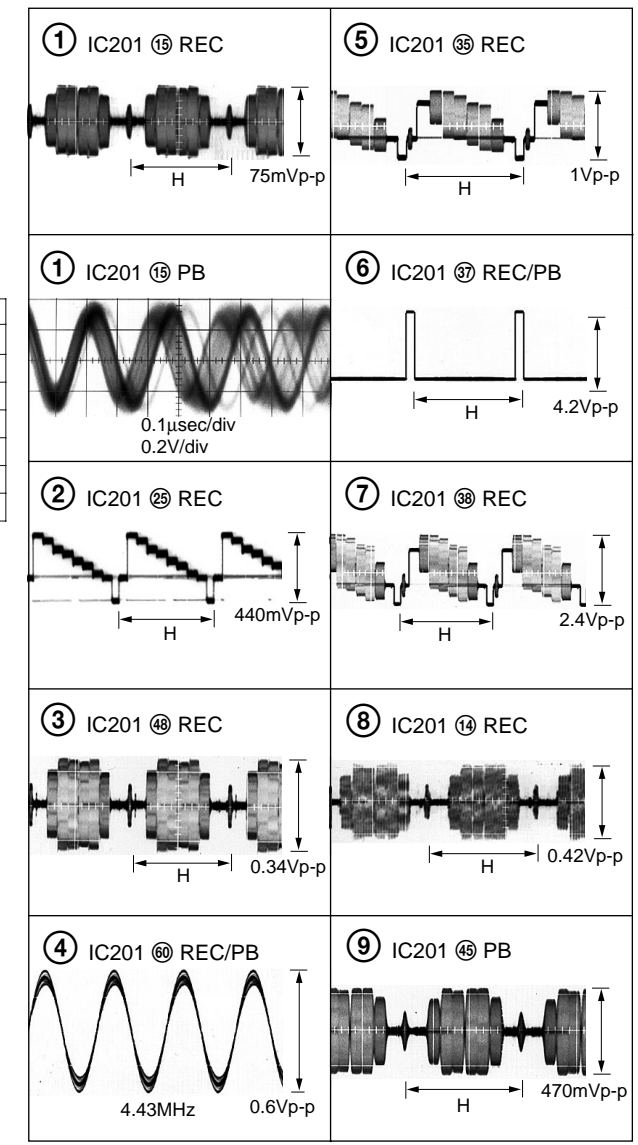 ① IC201 ⑮ REC
H
75mVp-p
① IC201 ⑮ PB
0.1µsec/div
0.2V/div
② IC201 ㉕ REC
440mVp-p
H
③ IC201 ㊽ REC
0.34Vp-p
H
④ IC201 60 REC/PB
4.43MHz
0.6Vp-p
⑤ IC201 ㉟ REC
1Vp-p
H
⑥ IC201 ㊲ REC/PB
H
4.2Vp-p
⑦ IC201 ㊳ REC
2.4Vp-p
H
⑧ IC201 ⑭ REC
0.42Vp-p
H
⑨ IC201 ㊺ PB
470mVp-p
H